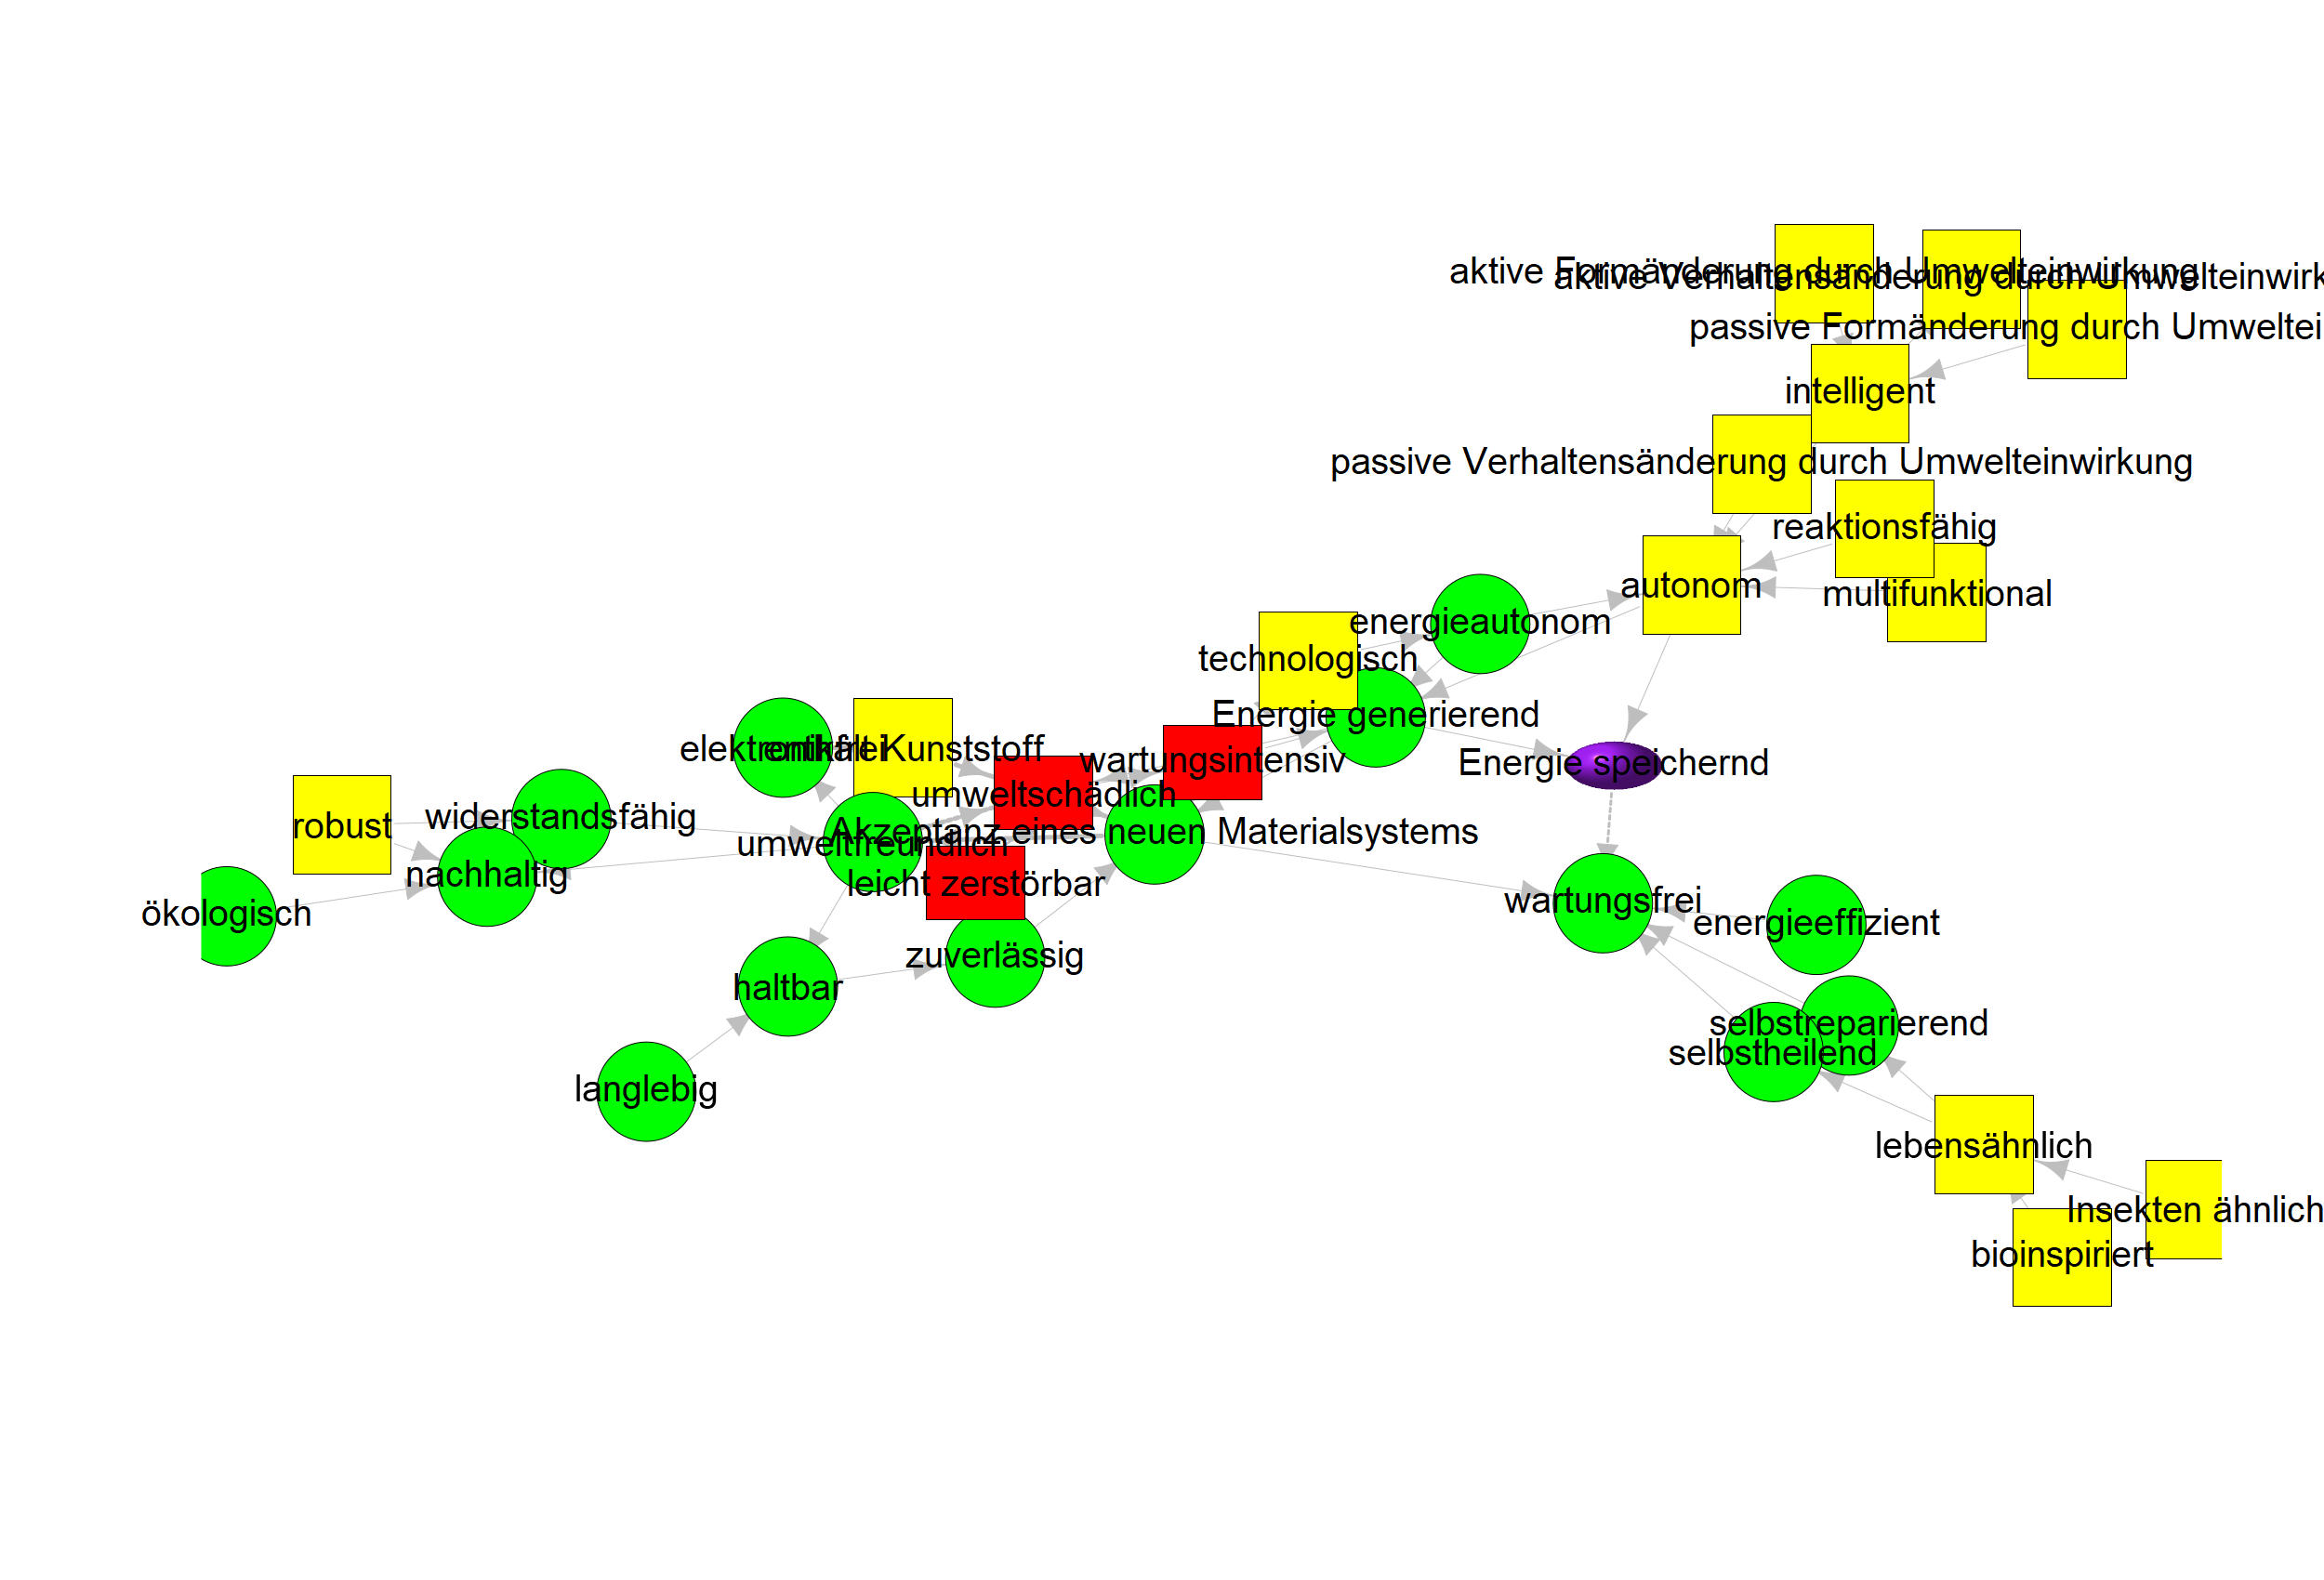 aktive Formänderung durch Umwelteinwirkung
aktive Verhaltensänderung durch Umwelteinwirk
passive Formänderung durch Umweltei
intelligent
passive Verhaltensänderung durch Umwelteinwirkung
reaktionsfähig
autonom
multifunktional
energieautonom
technologisch
Energie generierend
elektronikfrei
enthält Kunststoff
wartungsintensiv
Energie speichernd
umweltschädlich
widerstandsfähig
robust
Akzeptanz eines neuen Materialsystems
umweltfreundlich
nachhaltig
leicht zerstörbar
wartungsfrei
ökologisch
energieeffizient
zuverlässig
haltbar
selbstreparierend
selbstheilend
langlebig
lebensähnlich
Insekten ähnlich
bioinspiriert